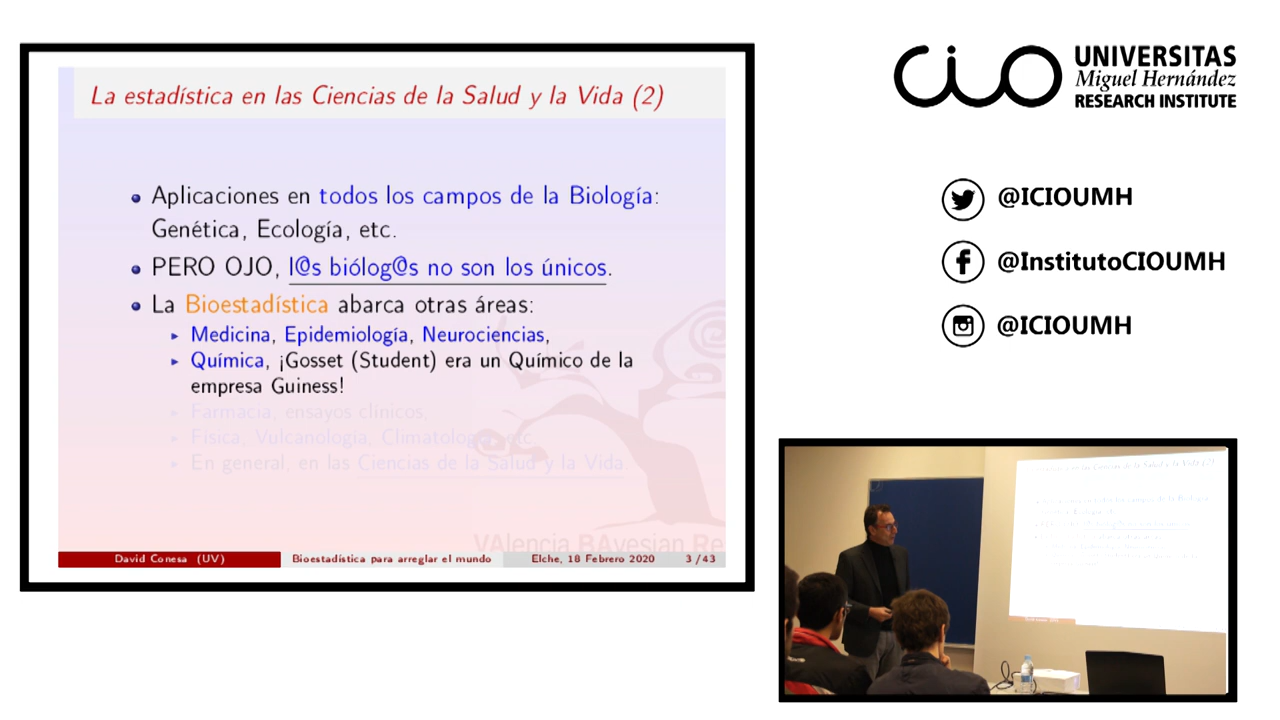 La estadística en las Ciencias de la Salud y la Vida (2)
Aplicaciones en todos los campos de la Biología:
Genética, Ecología, etc.
PERO OJO, l@s biólog@s no son los únicos.
La Bioestadística abarca otras áreas:
Medicina, Epidemiología, Neurociencias,
Química, ¡Gosset (Student) era un Químico de la
empresa Guiness!
Farmacia, ensayos clínicos.
Física, Vulcanología, Climatología, etc.
En general, en las Ciencias de la Salud y la Vida
VAlencia BAyesian Re
David Conesa (UV)
Bioestadística para arreglar el mundo
Elche, 18 Febrero 2020
3 / 43
cio
UNIVERSITAS
Miguel Hernández
RESEARCH INSTITUTE
@ICIOUMH
@InstitutoCIOUMH
@ICIOUMH